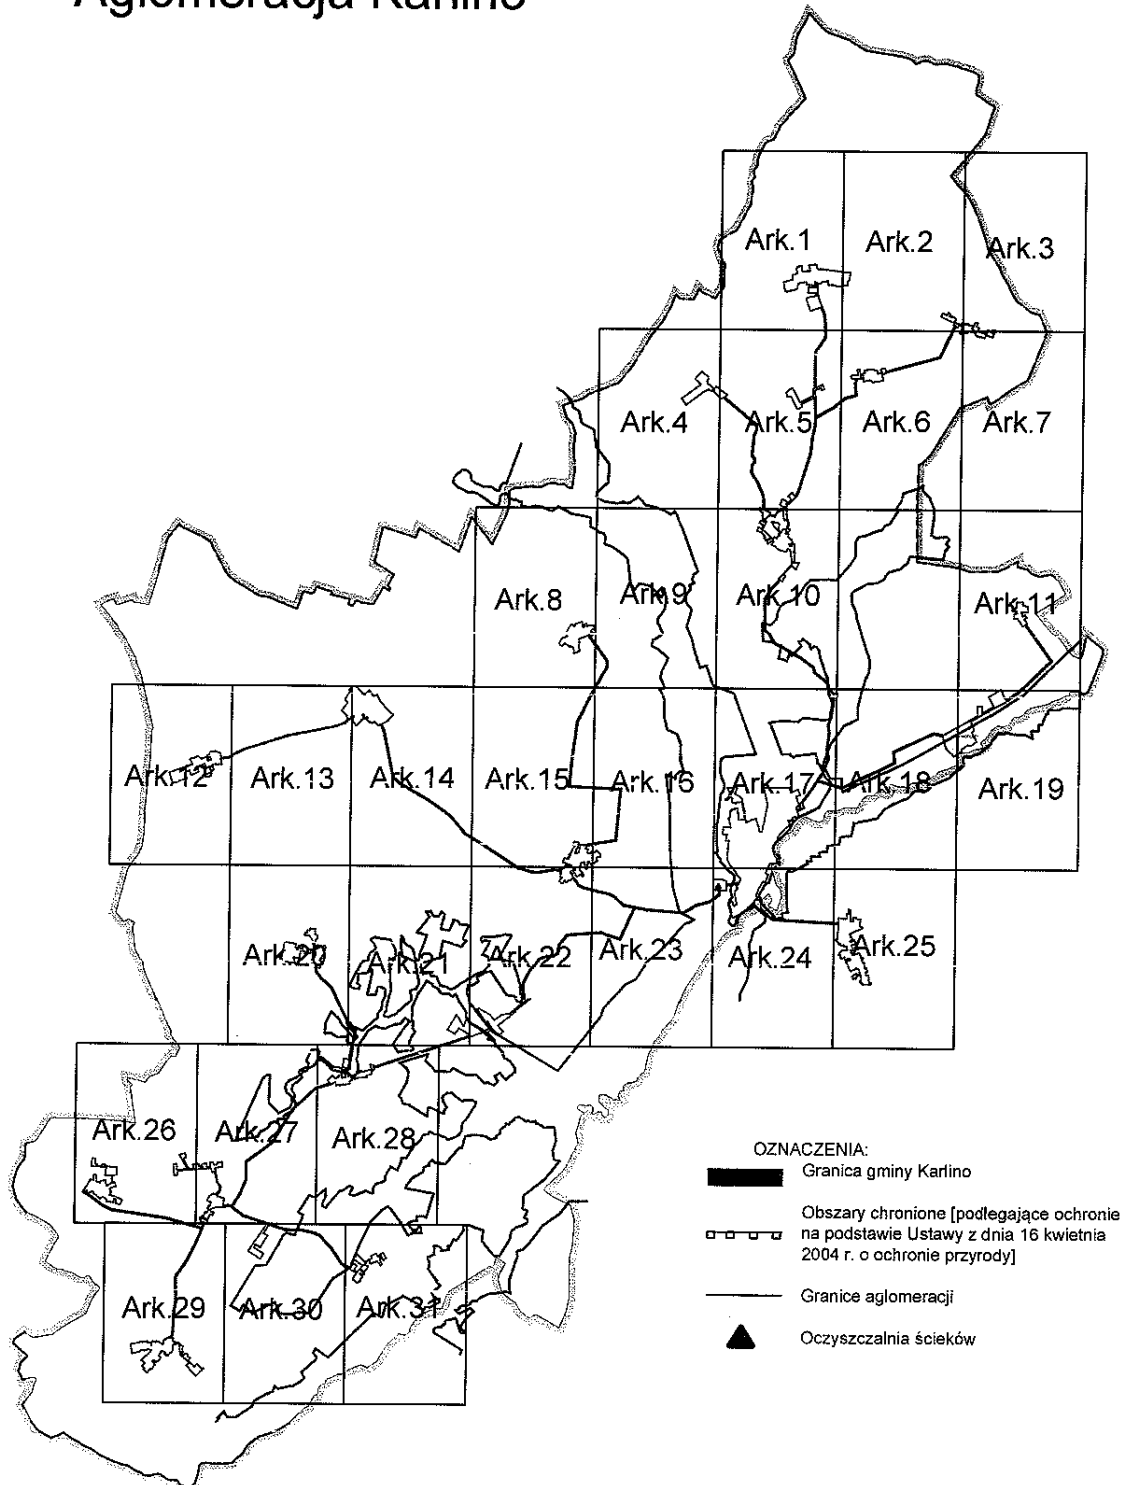 Aglomeracja Karlino
Ark.1
Ark.2
Ark.3
Ark.4
Ark.5
Ark.6
Ark.7
Ark.8
Ark.9
Ark.10
Ark.11
Ark.12
Ark.13
Ark.14
Ark.15
Ark.16
Ark.17
Ark.18
Ark.19
Ark.20
Ark.21
Ark.22
Ark.23
Ark.24
Ark.25
Ark.26
Ark.27
Ark.28
Ark.29
Ark.30
Ark.31
OZNACZENIA:
Granica gminy Karlino
Obszary chronione [podlegające ochronie
na podstawie Ustawy z dnia 16 kwietnia
2004 r. o ochronie przyrody]
Granice aglomeracji
Oczyszczalnia ścieków